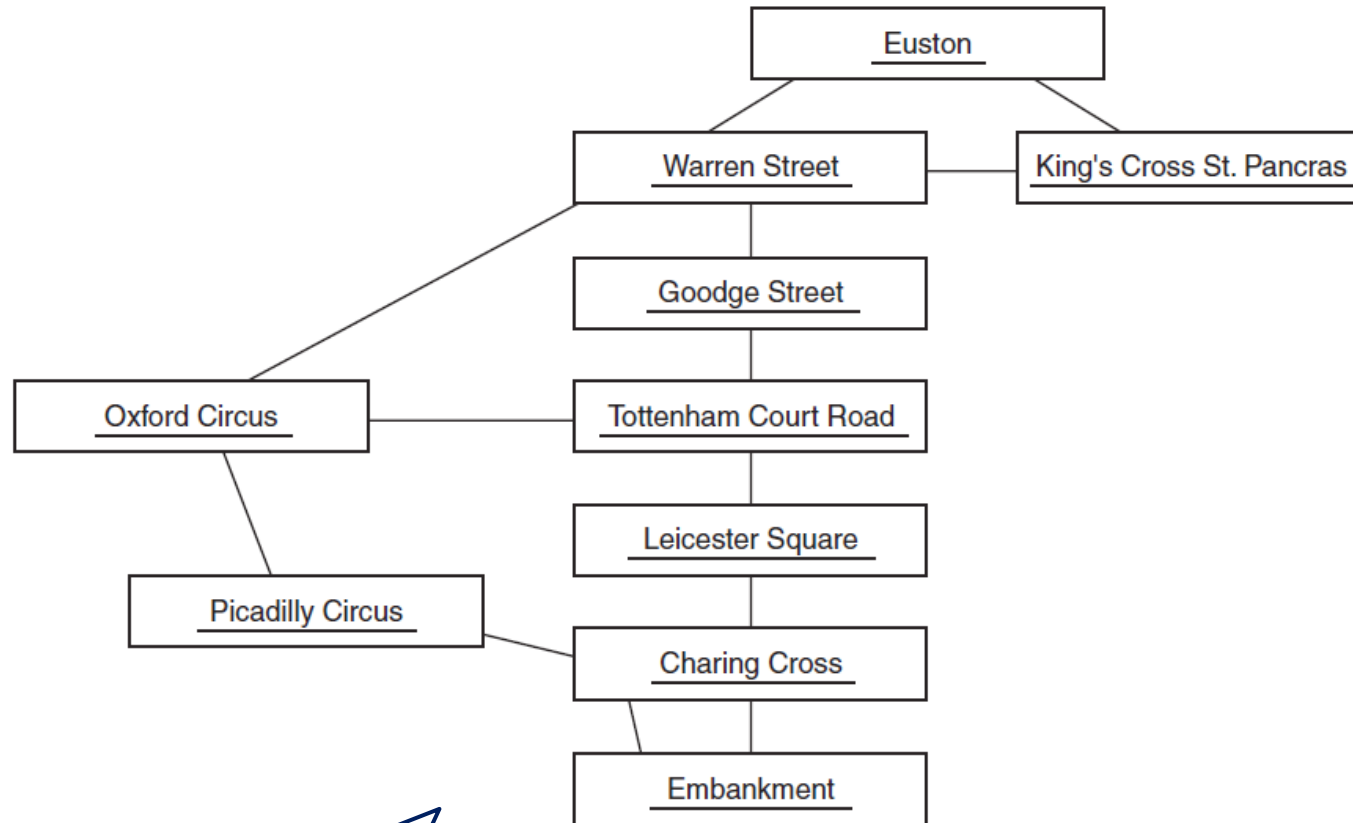 Euston
Warren Street
King's Cross St. Pancras
Goodge Street
Oxford Circus
Tottenham Court Road
Leicester Square
Picadilly Circus
Charing Cross
Embankment